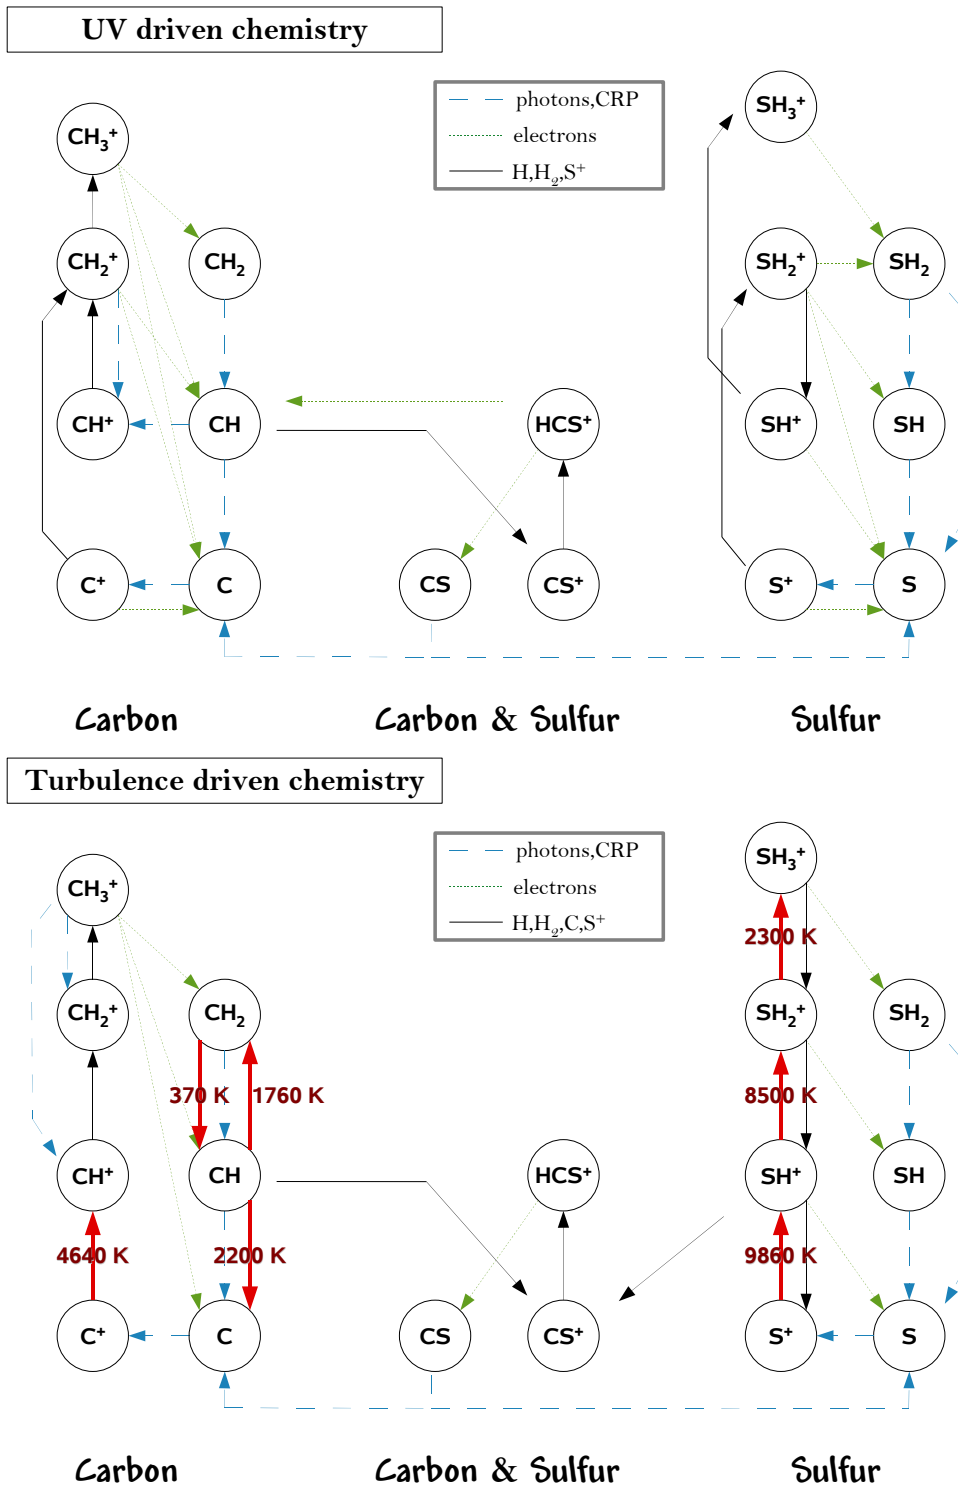 UV driven chemistry
photons,CRP
electrons
H,H₂,S⁺
CH₃⁺
SH₃⁺
CH₂⁺
CH₂
SH₂⁺
SH₂
CH⁺
CH
HCS⁺
SH⁺
SH
C⁺
C
CS
CS⁺
S⁺
S
Carbon
Carbon & Sulfur
Sulfur
Turbulence driven chemistry
photons,CRP
electrons
H,H₂,C,S⁺
CH₃⁺
SH₃⁺
2300 K
CH₂⁺
CH₂
SH₂⁺
SH₂
370 K
1760 K
8500 K
CH⁺
CH
HCS⁺
SH⁺
SH
4640 K
2200 K
9860 K
C⁺
C
CS
CS⁺
S⁺
S
Carbon
Carbon & Sulfur
Sulfur